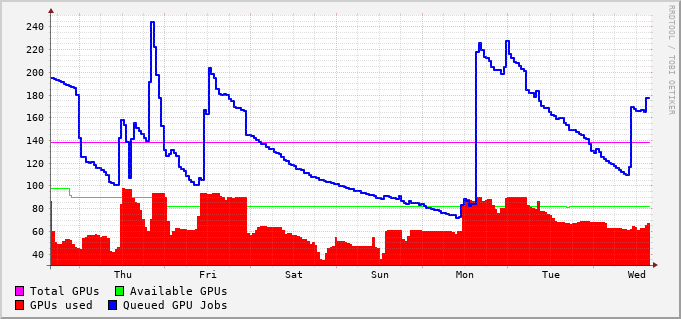 RRDTOOL / TOBI OETIKER
240
220
200
180
160
140
120
100
80
60
40
Thu Fri Sat Sun Mon Tue Wed
Total GPUs Available GPUs
GPUs used Queued GPU Jobs